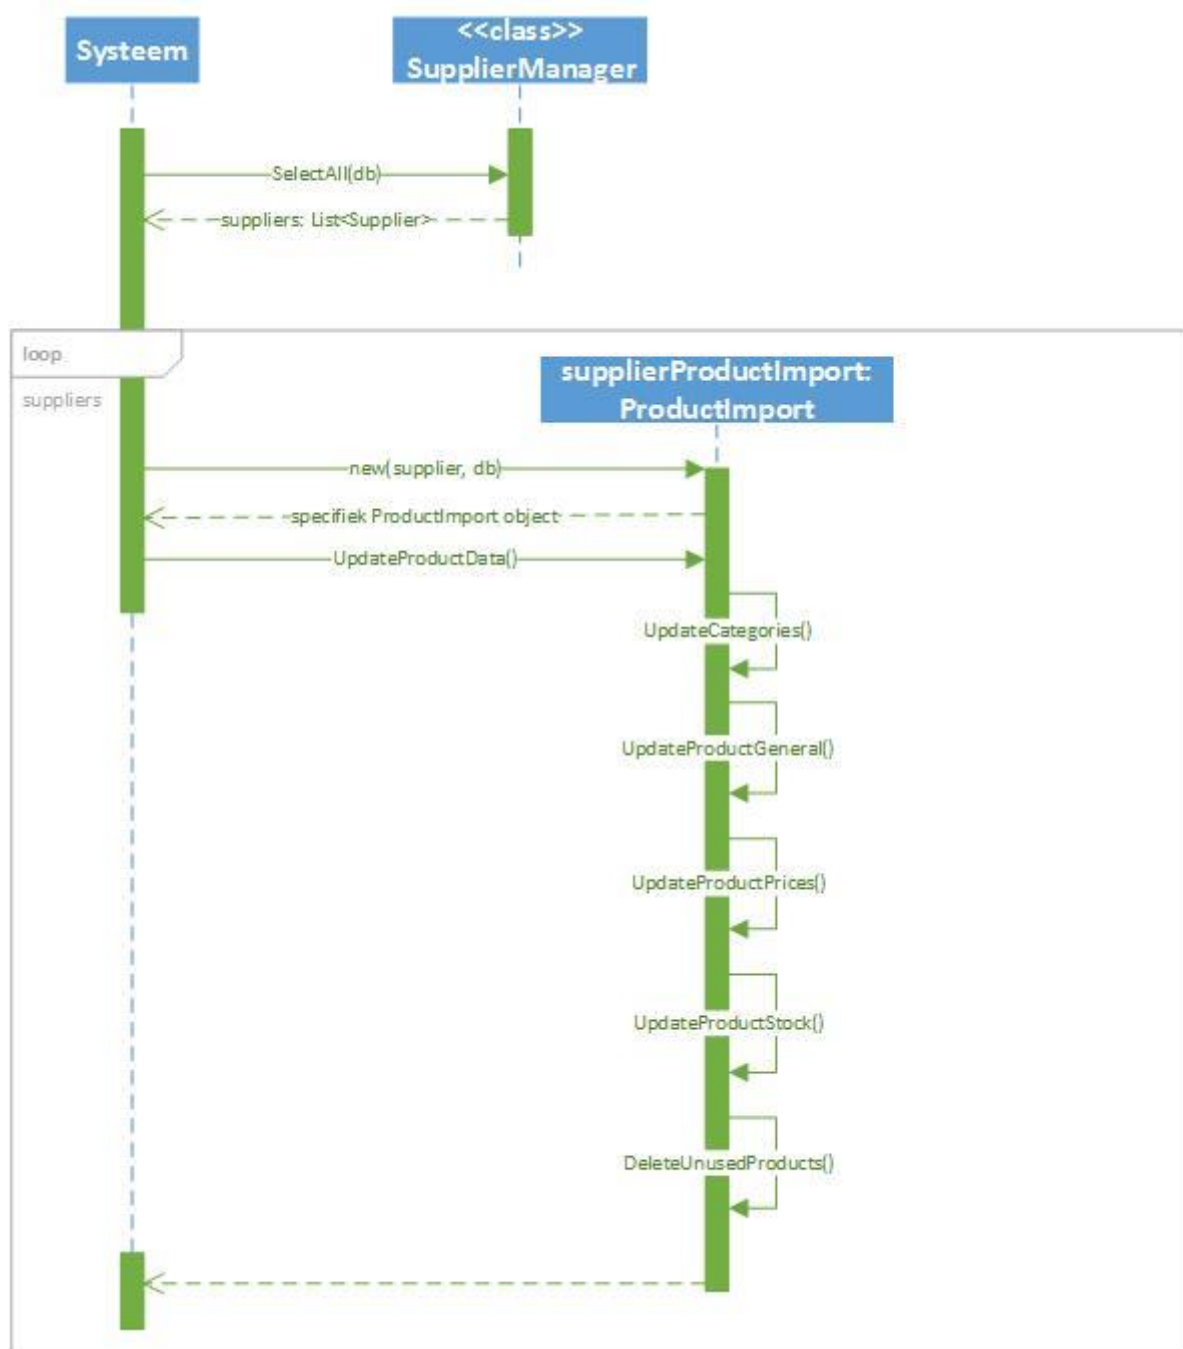 Systeem
<<class>>
SupplierManager
SelectAll(db)
suppliers: List<Supplier>
loop
suppliers
supplierProductImport:
ProductImport
new(supplier, db)
specifiek ProductImport object
UpdateProductData()
UpdateCategories()
UpdateProductGeneral()
UpdateProductPrices()
UpdateProductStock()
DeleteUnusedProducts()